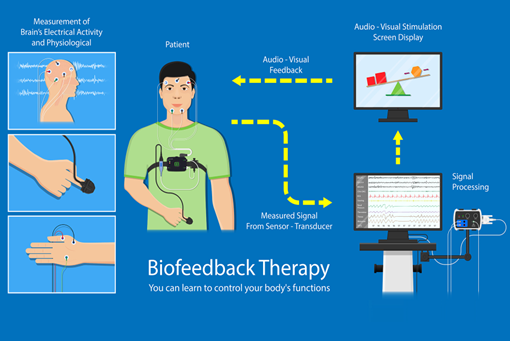 Measurement of
Brain's Electrical Activity
and Physiological
Patient
Audio - Visual
Feedback
Audio - Visual Stimulation
Screen Display
Signal
Processing
Measured Signal
From Sensor - Transducer
Biofeedback Therapy
You can learn to control your body's functions